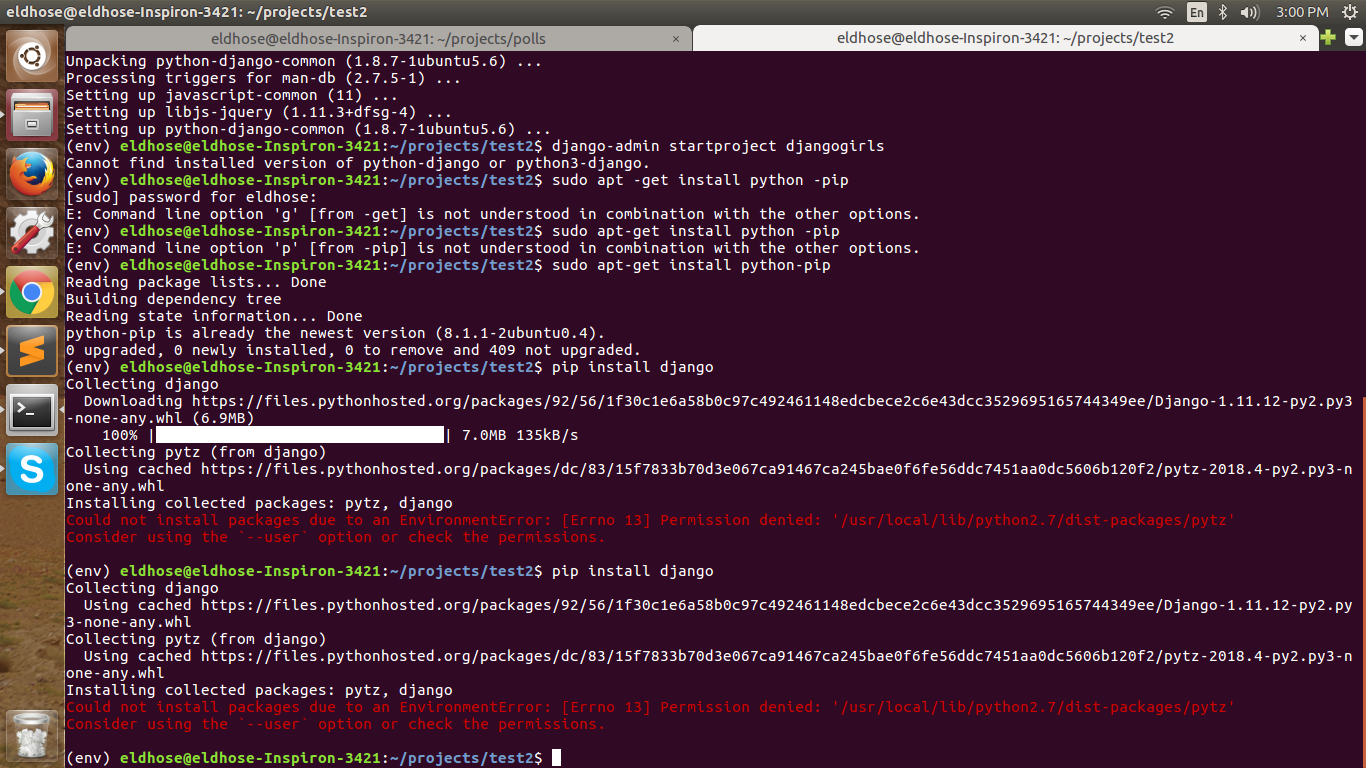 eldhose@eldhose-Inspiron-3421: ~/projects/test2
En
3:00 PM
eldhose@eldhose-Inspiron-3421: ~/projects/polls
×
eldhose@eldhose-Inspiron-3421: ~/projects/test2
×
Unpacking python-django-common (1.8.7-1ubuntu5.6) ...
Processing triggers for man-db (2.7.5-1) ...
Setting up javascript-common (11) ...
Setting up libjs-jquery (1.11.3+dfsg-4) ...
Setting up python-django-common (1.8.7-1ubuntu5.6) ...
(env) eldhose@eldhose-Inspiron-3421:~/projects/test2$ django-admin startproject djangogirls
Cannot find installed version of python-django or python3-django.
(env) eldhose@eldhose-Inspiron-3421:~/projects/test2$ sudo apt -get install python -pip
[sudo] password for eldhose:
E: Command line option 'g' [from -get] is not understood in combination with the other options.
(env) eldhose@eldhose-Inspiron-3421:~/projects/test2$ sudo apt-get install python -pip
E: Command line option 'p' [from -pip] is not understood in combination with the other options.
(env) eldhose@eldhose-Inspiron-3421:~/projects/test2$ sudo apt-get install python-pip
Reading package lists... Done
Building dependency tree
Reading state information... Done
python-pip is already the newest version (8.1.1-2ubuntu0.4).
0 upgraded, 0 newly installed, 0 to remove and 409 not upgraded.
(env) eldhose@eldhose-Inspiron-3421:~/projects/test2$ pip install django
Collecting django
  Downloading https://files.pythonhosted.org/packages/92/56/1f30c1e6a58b0c97c492461148edcbece2c6e43dcc3529695165744349ee/Django-1.11.12-py2.py3
-none-any.whl (6.9MB)
    100% |████████████████████████████████| 7.0MB 135kB/s
Collecting pytz (from django)
  Using cached https://files.pythonhosted.org/packages/dc/83/15f7833b70d3e067ca91467ca245bae0f6fe56ddc7451aa0dc5606b120f2/pytz-2018.4-py2.py3-n
one-any.whl
Installing collected packages: pytz, django
Could not install packages due to an EnvironmentError: [Errno 13] Permission denied: '/usr/local/lib/python2.7/dist-packages/pytz'
Consider using the `--user` option or check the permissions.
(env) eldhose@eldhose-Inspiron-3421:~/projects/test2$ pip install django
Collecting django
  Using cached https://files.pythonhosted.org/packages/92/56/1f30c1e6a58b0c97c492461148edcbece2c6e43dcc3529695165744349ee/Django-1.11.12-py2.py
3-none-any.whl
Collecting pytz (from django)
  Using cached https://files.pythonhosted.org/packages/dc/83/15f7833b70d3e067ca91467ca245bae0f6fe56ddc7451aa0dc5606b120f2/pytz-2018.4-py2.py3-n
one-any.whl
Installing collected packages: pytz, django
Could not install packages due to an EnvironmentError: [Errno 13] Permission denied: '/usr/local/lib/python2.7/dist-packages/pytz'
Consider using the `--user` option or check the permissions.
(env) eldhose@eldhose-Inspiron-3421:~/projects/test2$